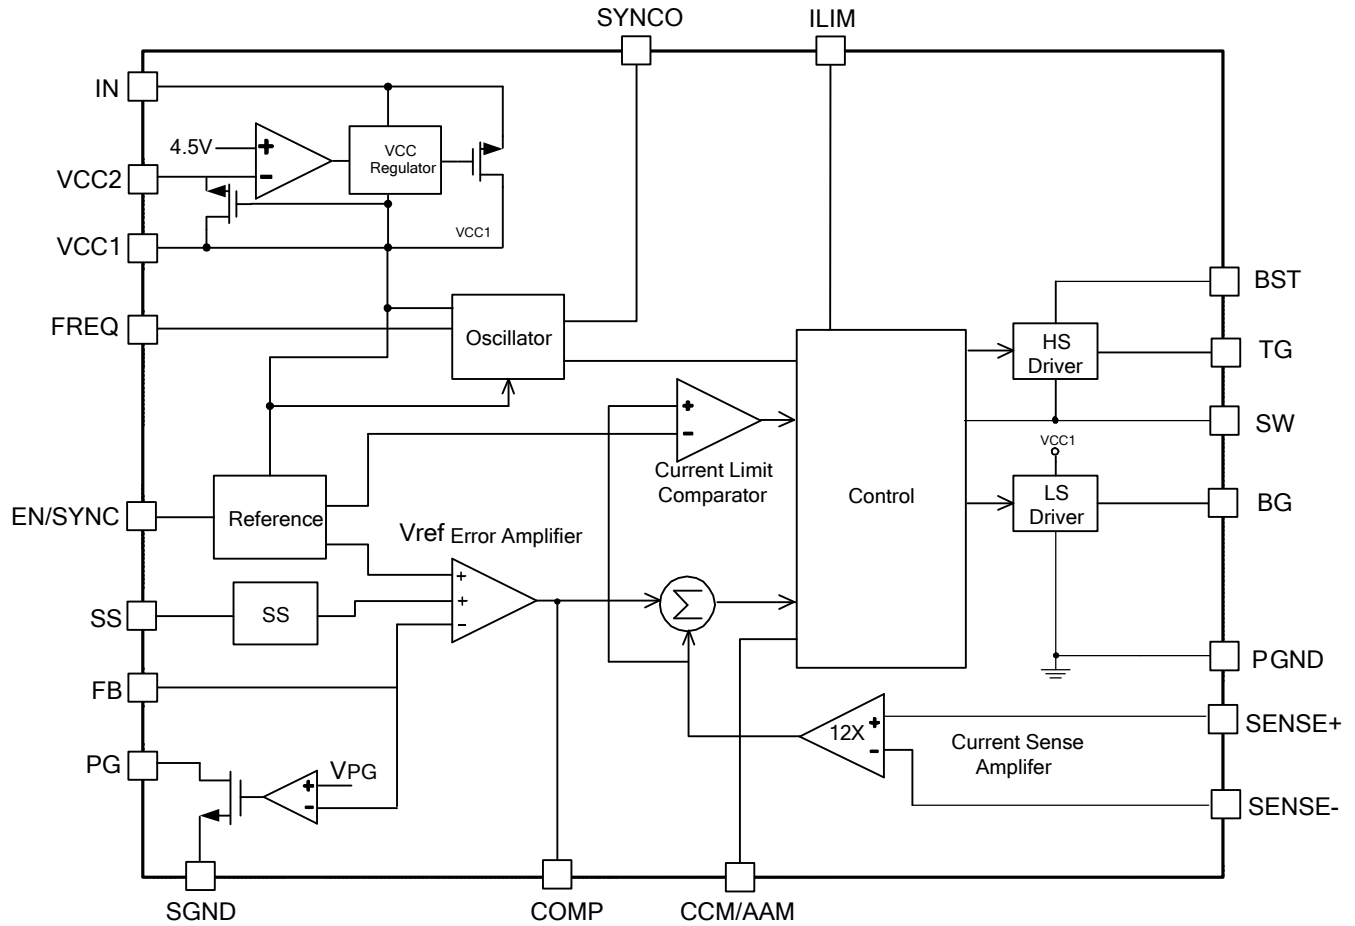 SYNCO
ILIM
IN
4.5V
+
-
VCC
Regulator
VCC2
VCC1
VCC1
FREQ
Oscillator
BST
HS
Driver
TG
+
-
SW
VCC1
Current Limit
Comparator
Control
LS
Driver
BG
EN/SYNC
Reference
Vref Error Amplifier
+
+
-
SS
SS
Σ
FB
PGND
12X
+
-
SENSE+
Current Sense
Amplifer
PG
VPG
+
-
SENSE-
SGND
COMP
CCM/AAM